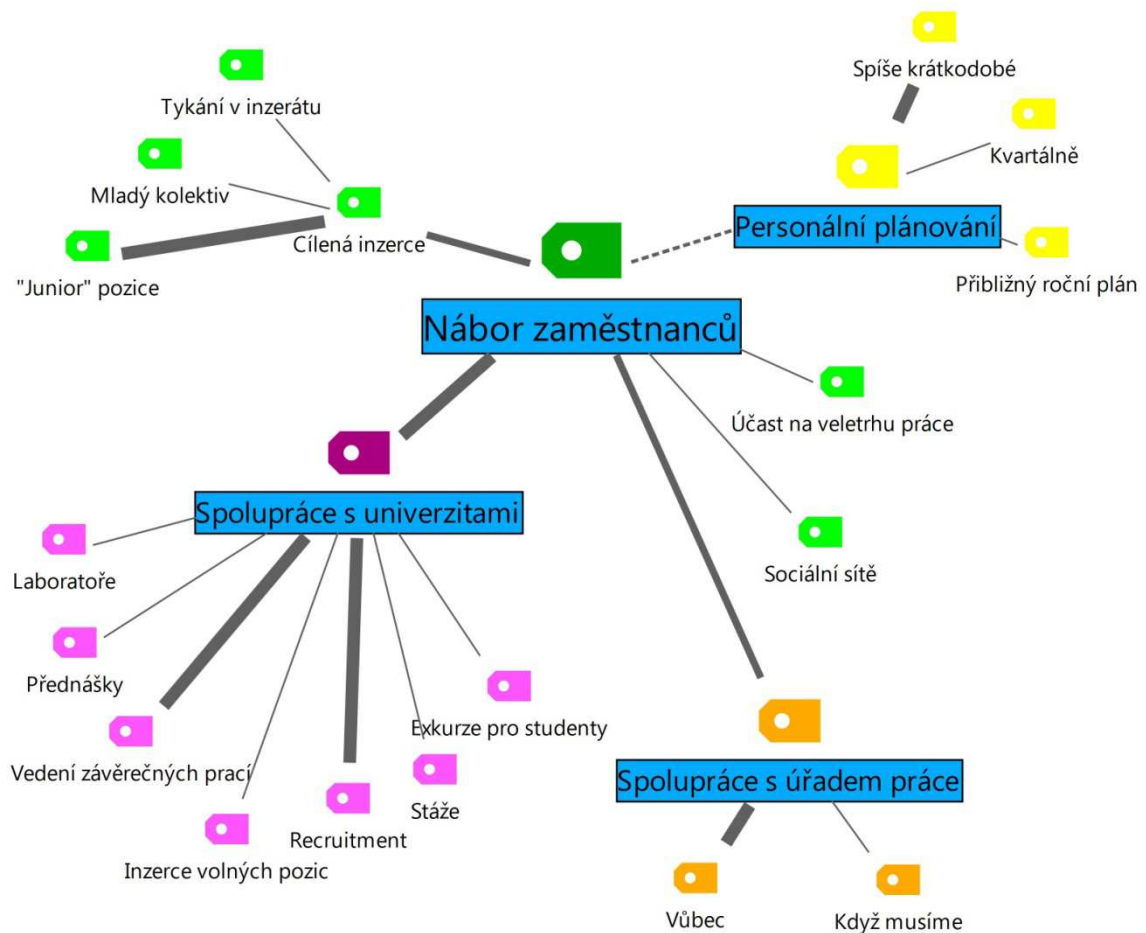 Spíše krátkodobé
Tykání v inzerátu
Kvartálně
Mladý kolektiv
Personální plánování
Cílená inzerce
Přibližný roční plán
"Junior" pozice
Nábor zaměstnanců
Účast na veletrhu práce
Spolupráce s univerzitami
Sociální sítě
Laboratoře
Přednášky
Exkurze pro studenty
Vedení závěrečných prací
Spolupráce s úřadem práce
Stáže
Recruitment
Inzerce volných pozic
Vůbec
Když musíme